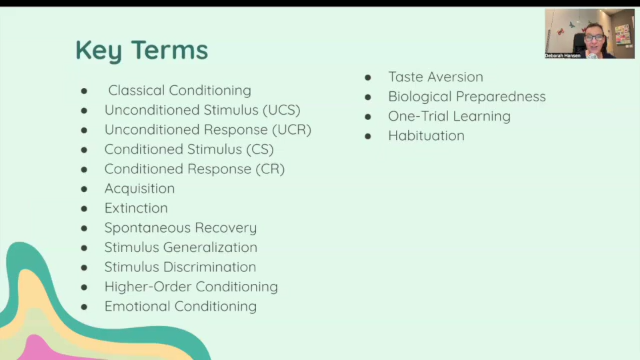 Key Terms
● Classical Conditioning
● Unconditioned Stimulus (UCS)
● Unconditioned Response (UCR)
● Conditioned Stimulus (CS)
● Conditioned Response (CR)
● Acquisition
● Extinction
● Spontaneous Recovery
● Stimulus Generalization
● Stimulus Discrimination
● Higher-Order Conditioning
● Emotional Conditioning
● Taste Aversion
● Biological Preparedness
● One-Trial Learning
● Habituation
Deborah Hansen